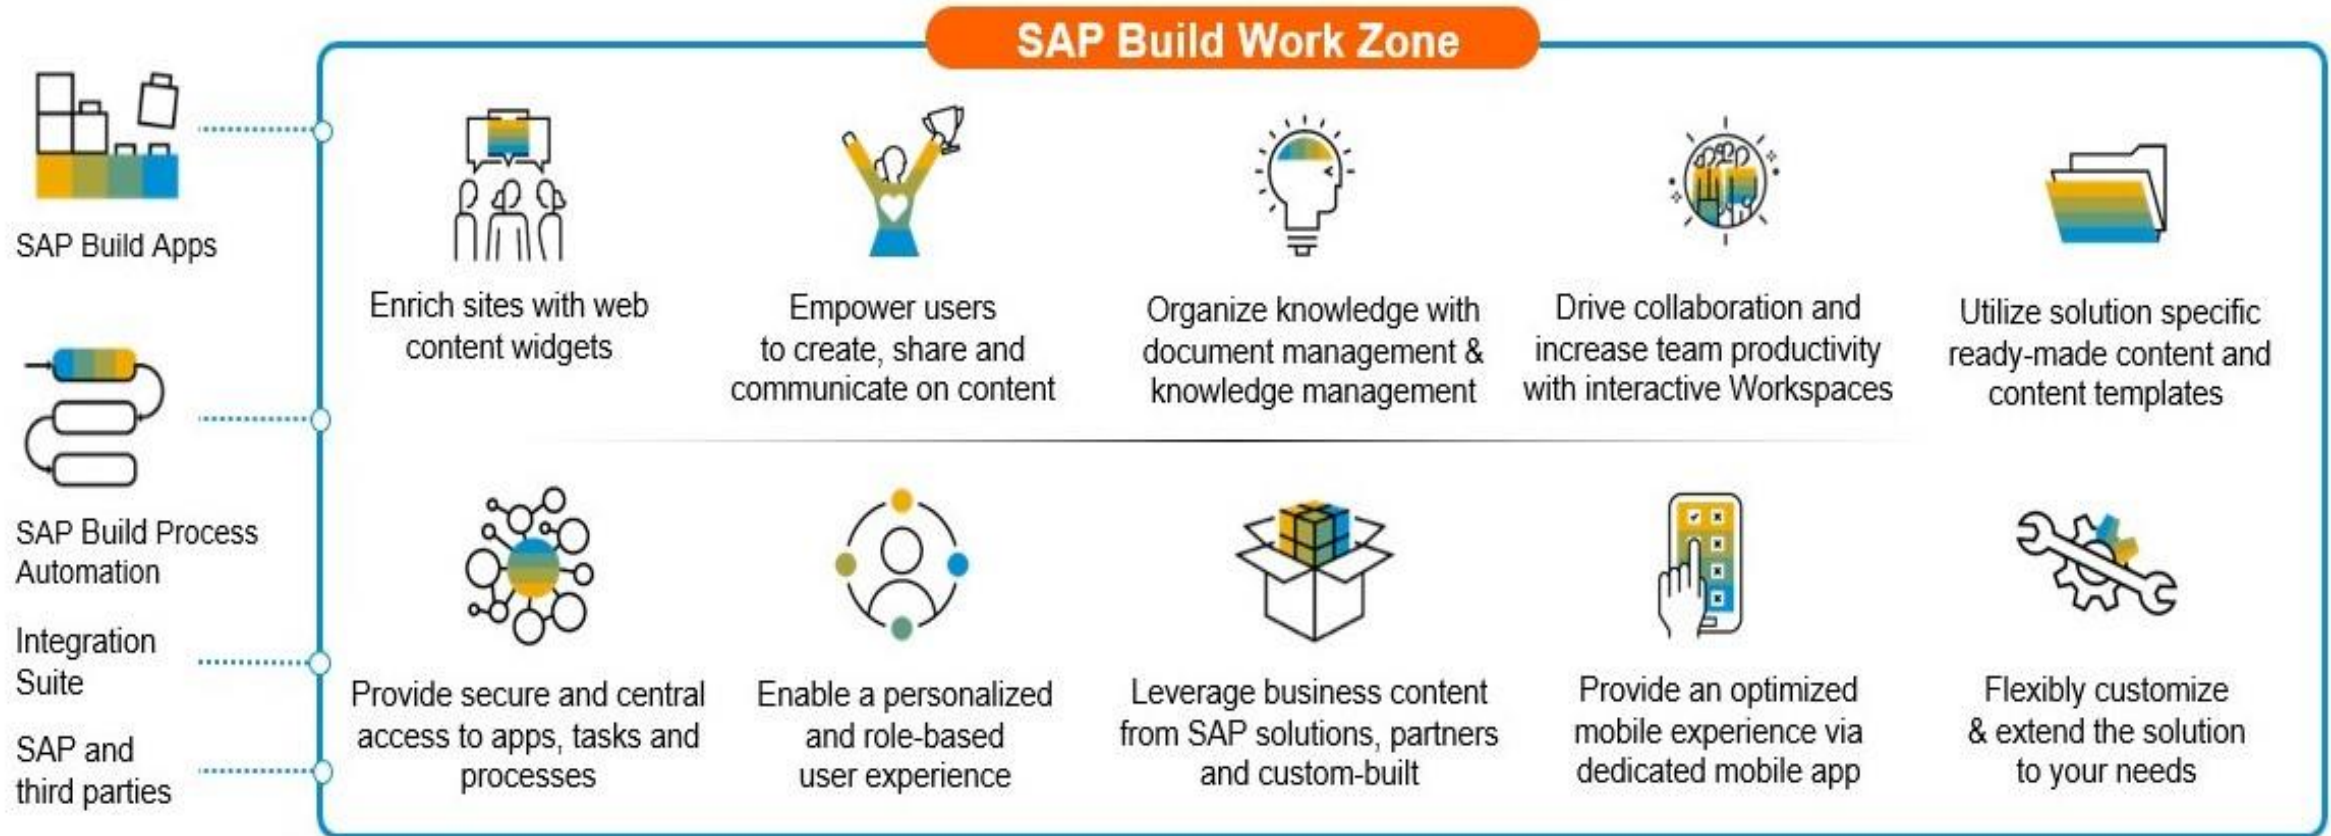 SAP Build Work Zone
SAP Build Apps
SAP Build Process
Automation
Integration
Suite
SAP and
third parties
Enrich sites with web
content widgets
Empower users
to create, share and
communicate on content
Organize knowledge with
document management &
knowledge management
Drive collaboration and
increase team productivity
with interactive Workspaces
Utilize solution specific
ready-made content and
content templates
Provide secure and central
access to apps, tasks and
processes
Enable a personalized
and role-based
user experience
Leverage business content
from SAP solutions, partners
and custom-built
Provide an optimized
mobile experience via
dedicated mobile app
Flexibly customize
& extend the solution
to your needs